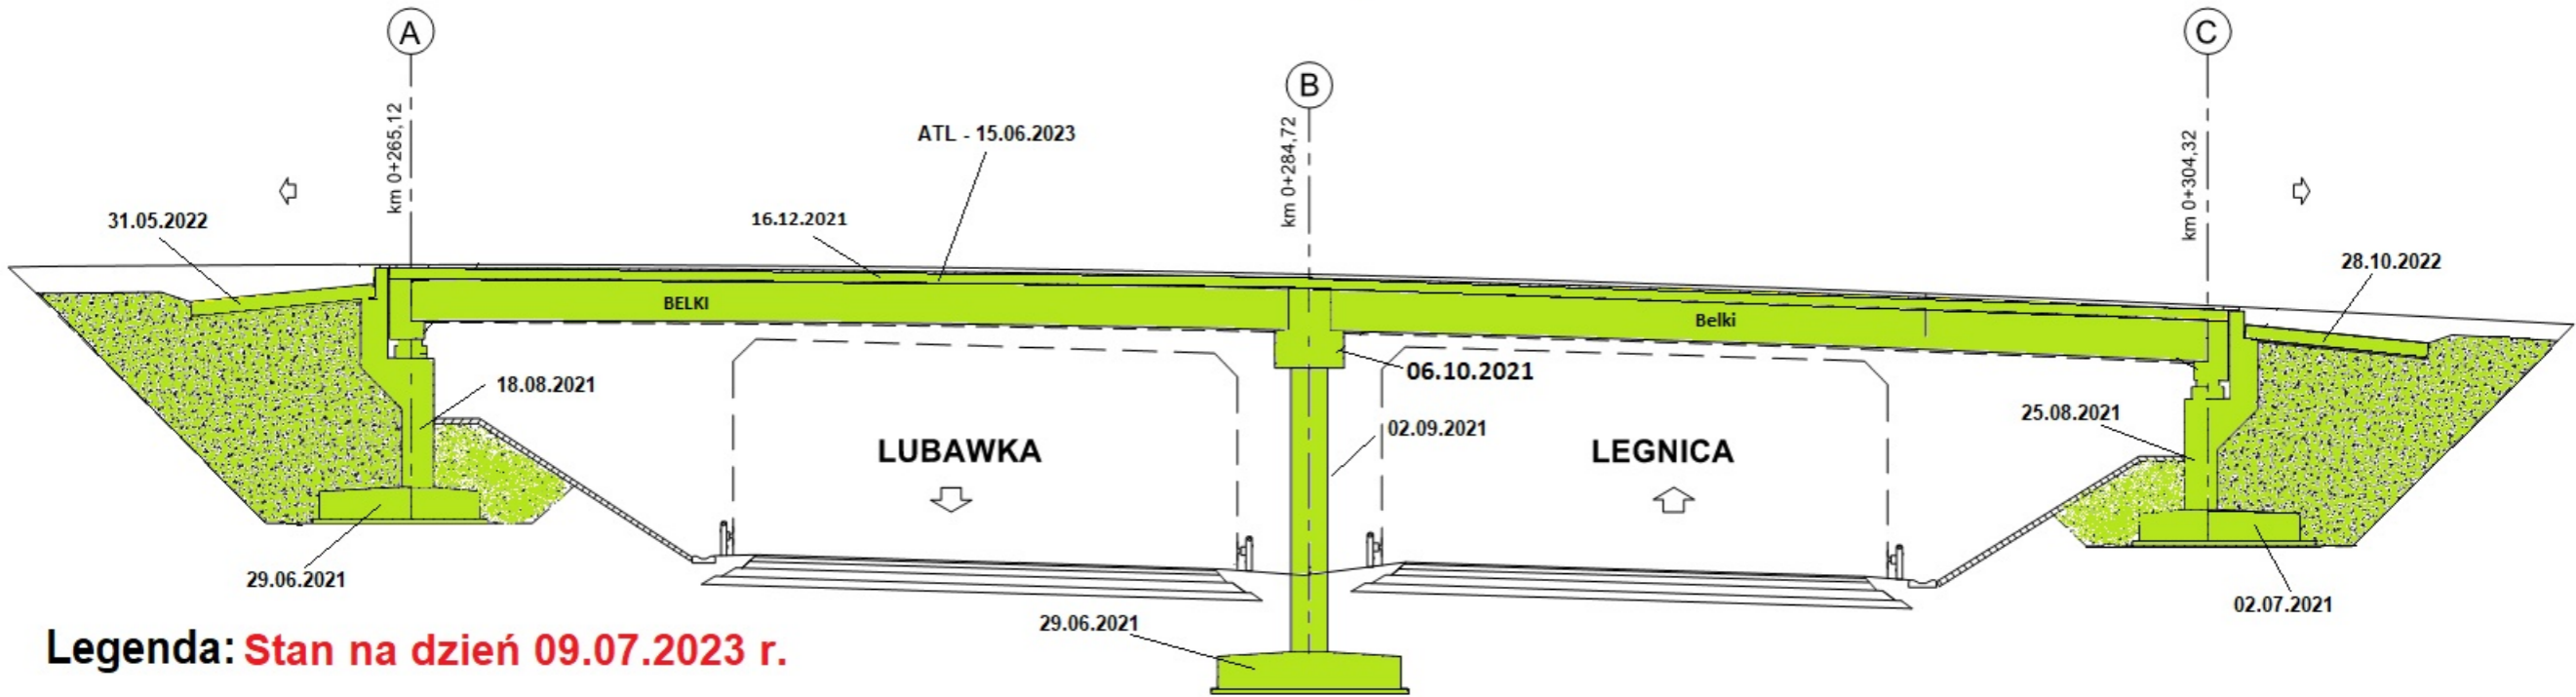 A
B
C
km 0+265,12
km 0+284,72
km 0+304,32
ATL - 15.06.2023
31.05.2022
16.12.2021
28.10.2022
BELKI
Belki
18.08.2021
06.10.2021
02.09.2021
25.08.2021
LUBAWKA
LEGNICA
29.06.2021
02.07.2021
29.06.2021
Legenda: Stan na dzień 09.07.2023 r.